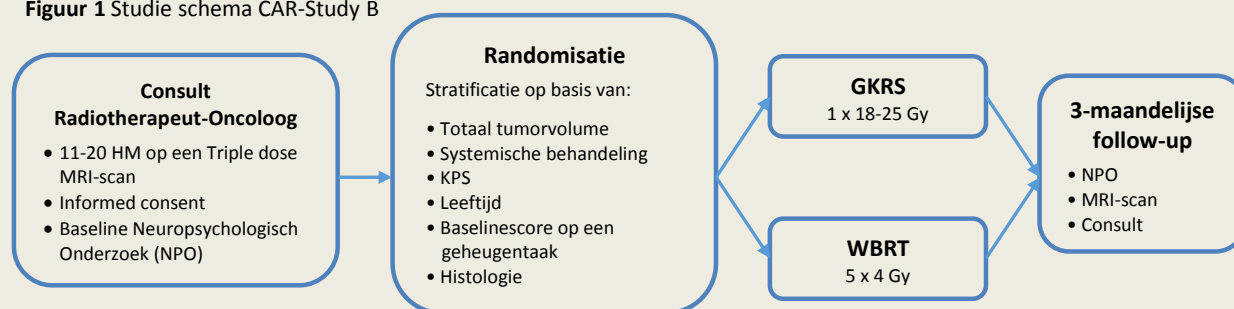 Figuur 1 Studie schema CAR-Study B
Consult
Radiotherapeut-Oncoloog
• 11-20 HM op een Triple dose
MRI-scan
• Informed consent
• Baseline Neuropsychologisch
Onderzoek (NPO)
Randomisatie
Stratificatie op basis van:
• Totaal tumorvolume
• Systemische behandeling
• KPS
• Leeftijd
• Baselinescore op een
geheugentaak
• Histologie
GKRS
1 x 18-25 Gy
WBRT
5 x 4 Gy
3-maandelijse
follow-up
• NPO
• MRI-scan
• Consult